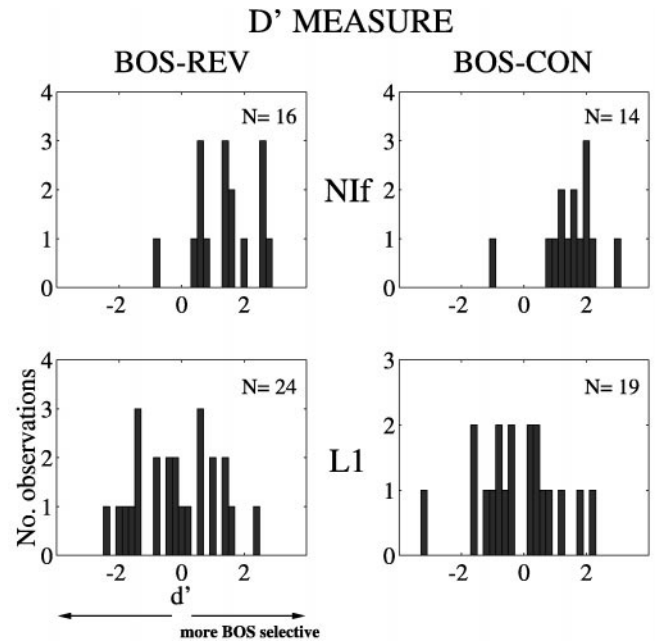 D' MEASURE
BOS-REV
BOS-CON
4
3
2
1
0
N= 16
-2 0 2
NIf
4
3
2
1
0
N= 14
-2 0 2
No. observations
4
3
2
1
0
N= 24
-2 0 2
d'
L1
3
2
1
0
N= 19
-2 0 2
more BOS selective